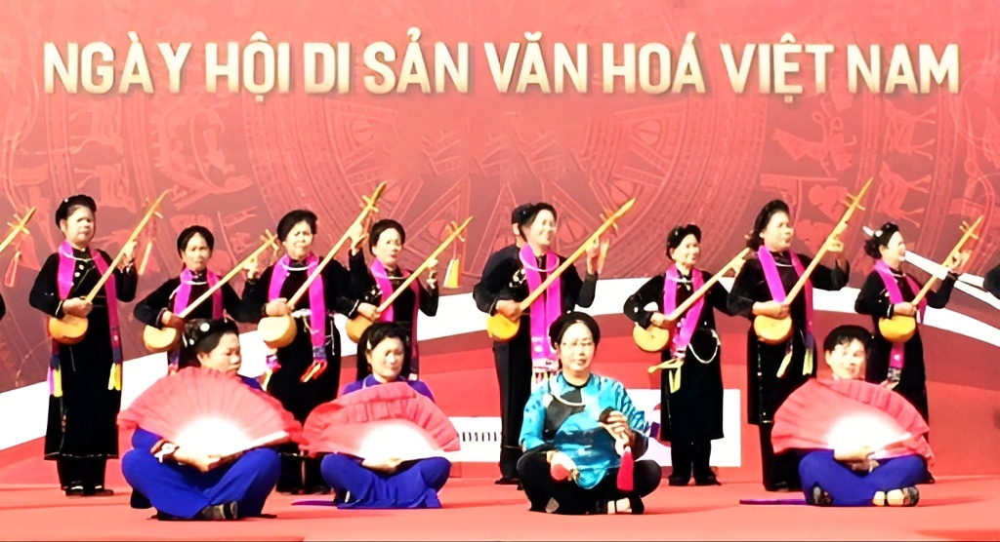 NGÀY HỘI DI SẢN VĂN HOÁ VIỆT NAM